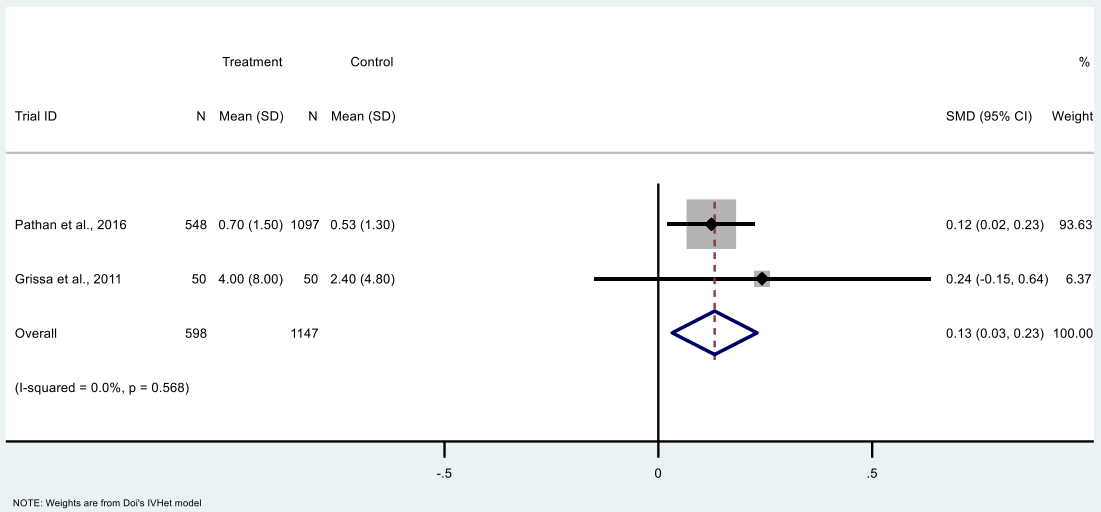 Treatment Control %
Trial ID N Mean (SD) N Mean (SD) SMD (95% CI) Weight
Pathan et al., 2016 548 0.70 (1.50) 1097 0.53 (1.30) 0.12 (0.02, 0.23) 93.63
Grissa et al., 2011 50 4.00 (8.00) 50 2.40 (4.80) 0.24 (-0.15, 0.64) 6.37
Overall 598 1147 0.13 (0.03, 0.23) 100.00
(I-squared = 0.0%, p = 0.568)
-.5 0 .5
NOTE: Weights are from Doi's IVHet model